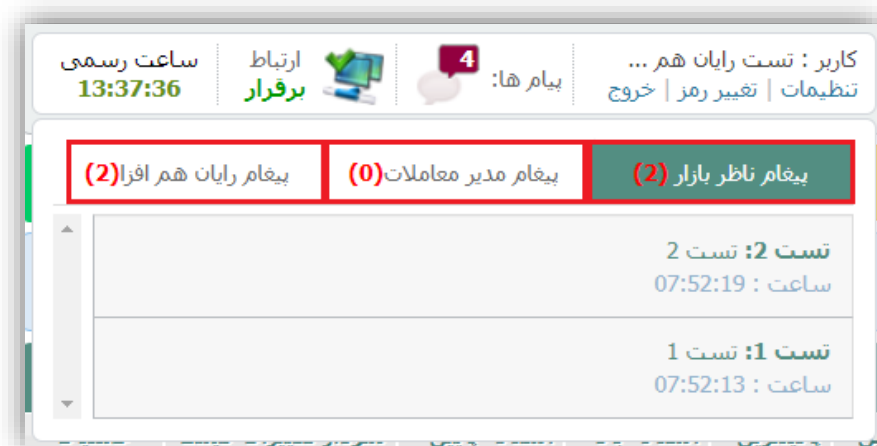 کاربر : تست رایان هم ...
تنظیمات | تغییر رمز | خروج
پیام ها:
4
ارتباط
برقرار
ساعت رسمی
13:37:36
پیغام ناظر بازار (2)
پیغام مدیر معاملات(0)
پیغام رایان هم افزا(2)
تست 2: تست 2
ساعت : 07:52:19
تست 1: تست 1
ساعت : 07:52:13